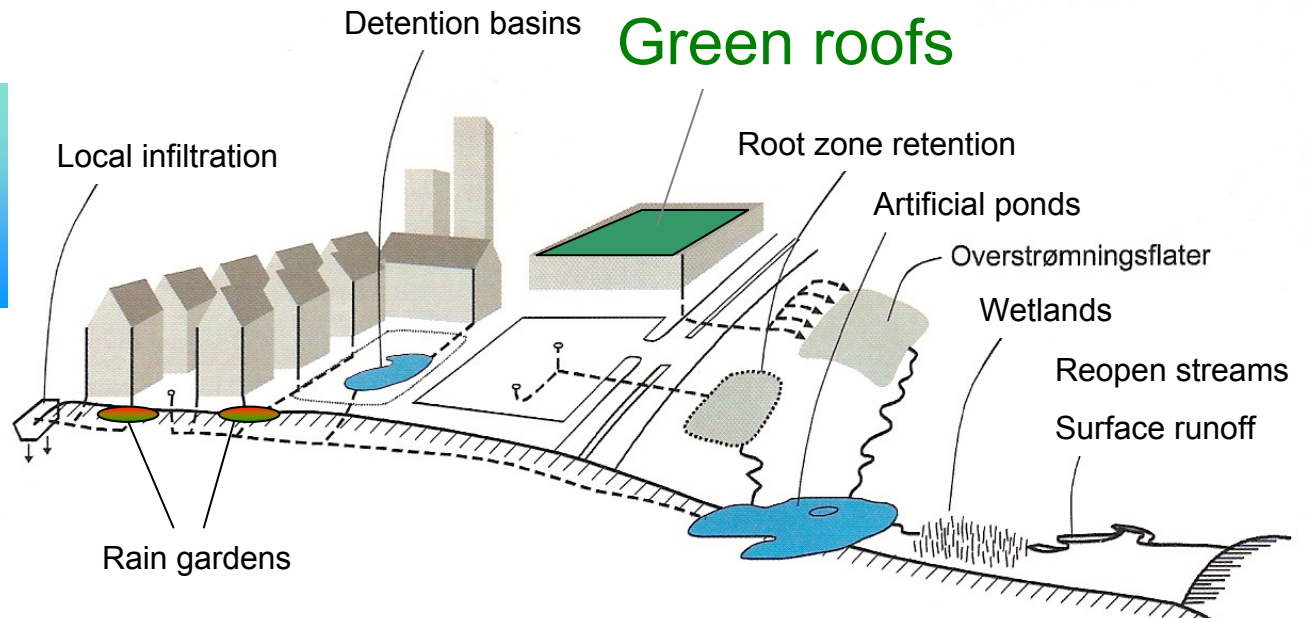 Detention basins
Green roofs
Local infiltration
Root zone retention
Artificial ponds
Overstrømningsflater
Wetlands
Reopen streams
Surface runoff
Rain gardens